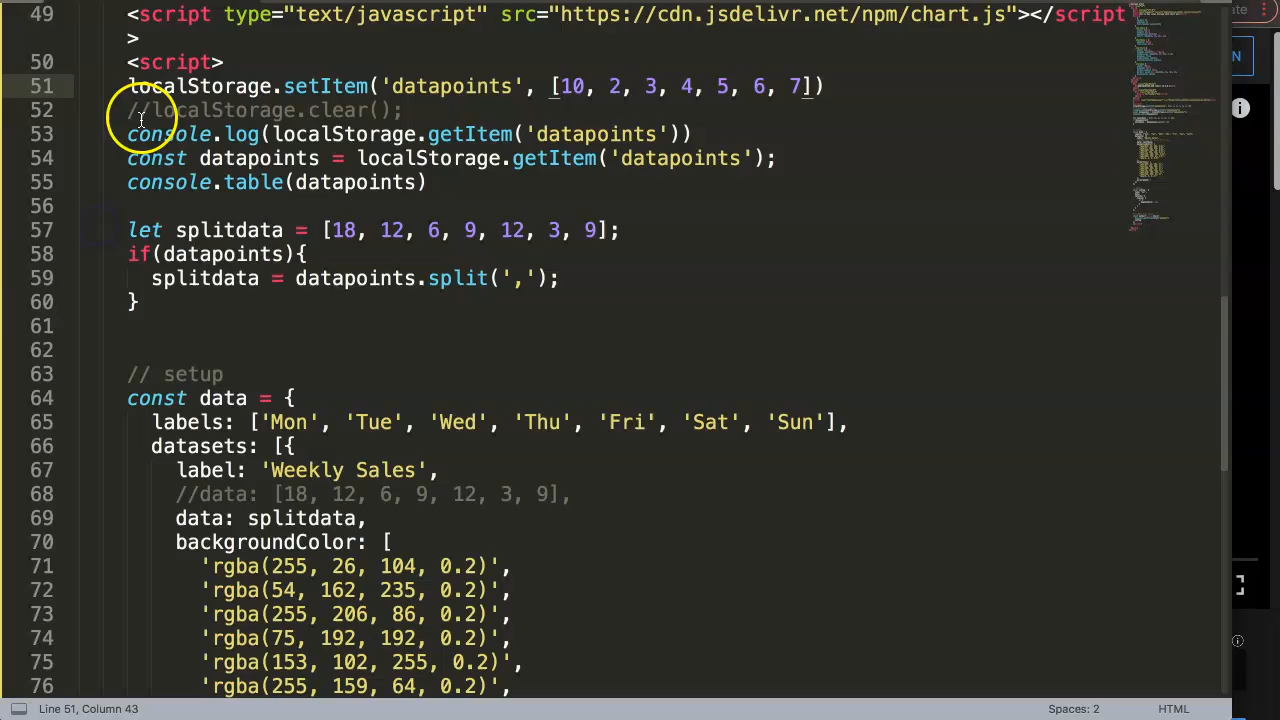 49 <script type="text/javascript" src="https://cdn.jsdelivr.net/npm/chart.js"></script
>
50 <script>
51 localStorage.setItem('datapoints', [10, 2, 3, 4, 5, 6, 7])
52 //localStorage.clear();
53 console.log(localStorage.getItem('datapoints'))
54 const datapoints = localStorage.getItem('datapoints');
55 console.table(datapoints)
56
57 let splitdata = [18, 12, 6, 9, 12, 3, 9];
58 if(datapoints){
59 splitdata = datapoints.split(',');
60 }
61
62
63 // setup
64 const data = {
65 labels: ['Mon', 'Tue', 'Wed', 'Thu', 'Fri', 'Sat', 'Sun'],
66 datasets: [{
67 label: 'Weekly Sales',
68 //data: [18, 12, 6, 9, 12, 3, 9],
69 data: splitdata,
70 backgroundColor: [
71 'rgba(255, 26, 104, 0.2)',
72 'rgba(54, 162, 235, 0.2)',
73 'rgba(255, 206, 86, 0.2)',
74 'rgba(75, 192, 192, 0.2)',
75 'rgba(153, 102, 255, 0.2)',
76 'rgba(255, 159, 64, 0.2)',
Line 51, Column 43 Spaces: 2 HTML